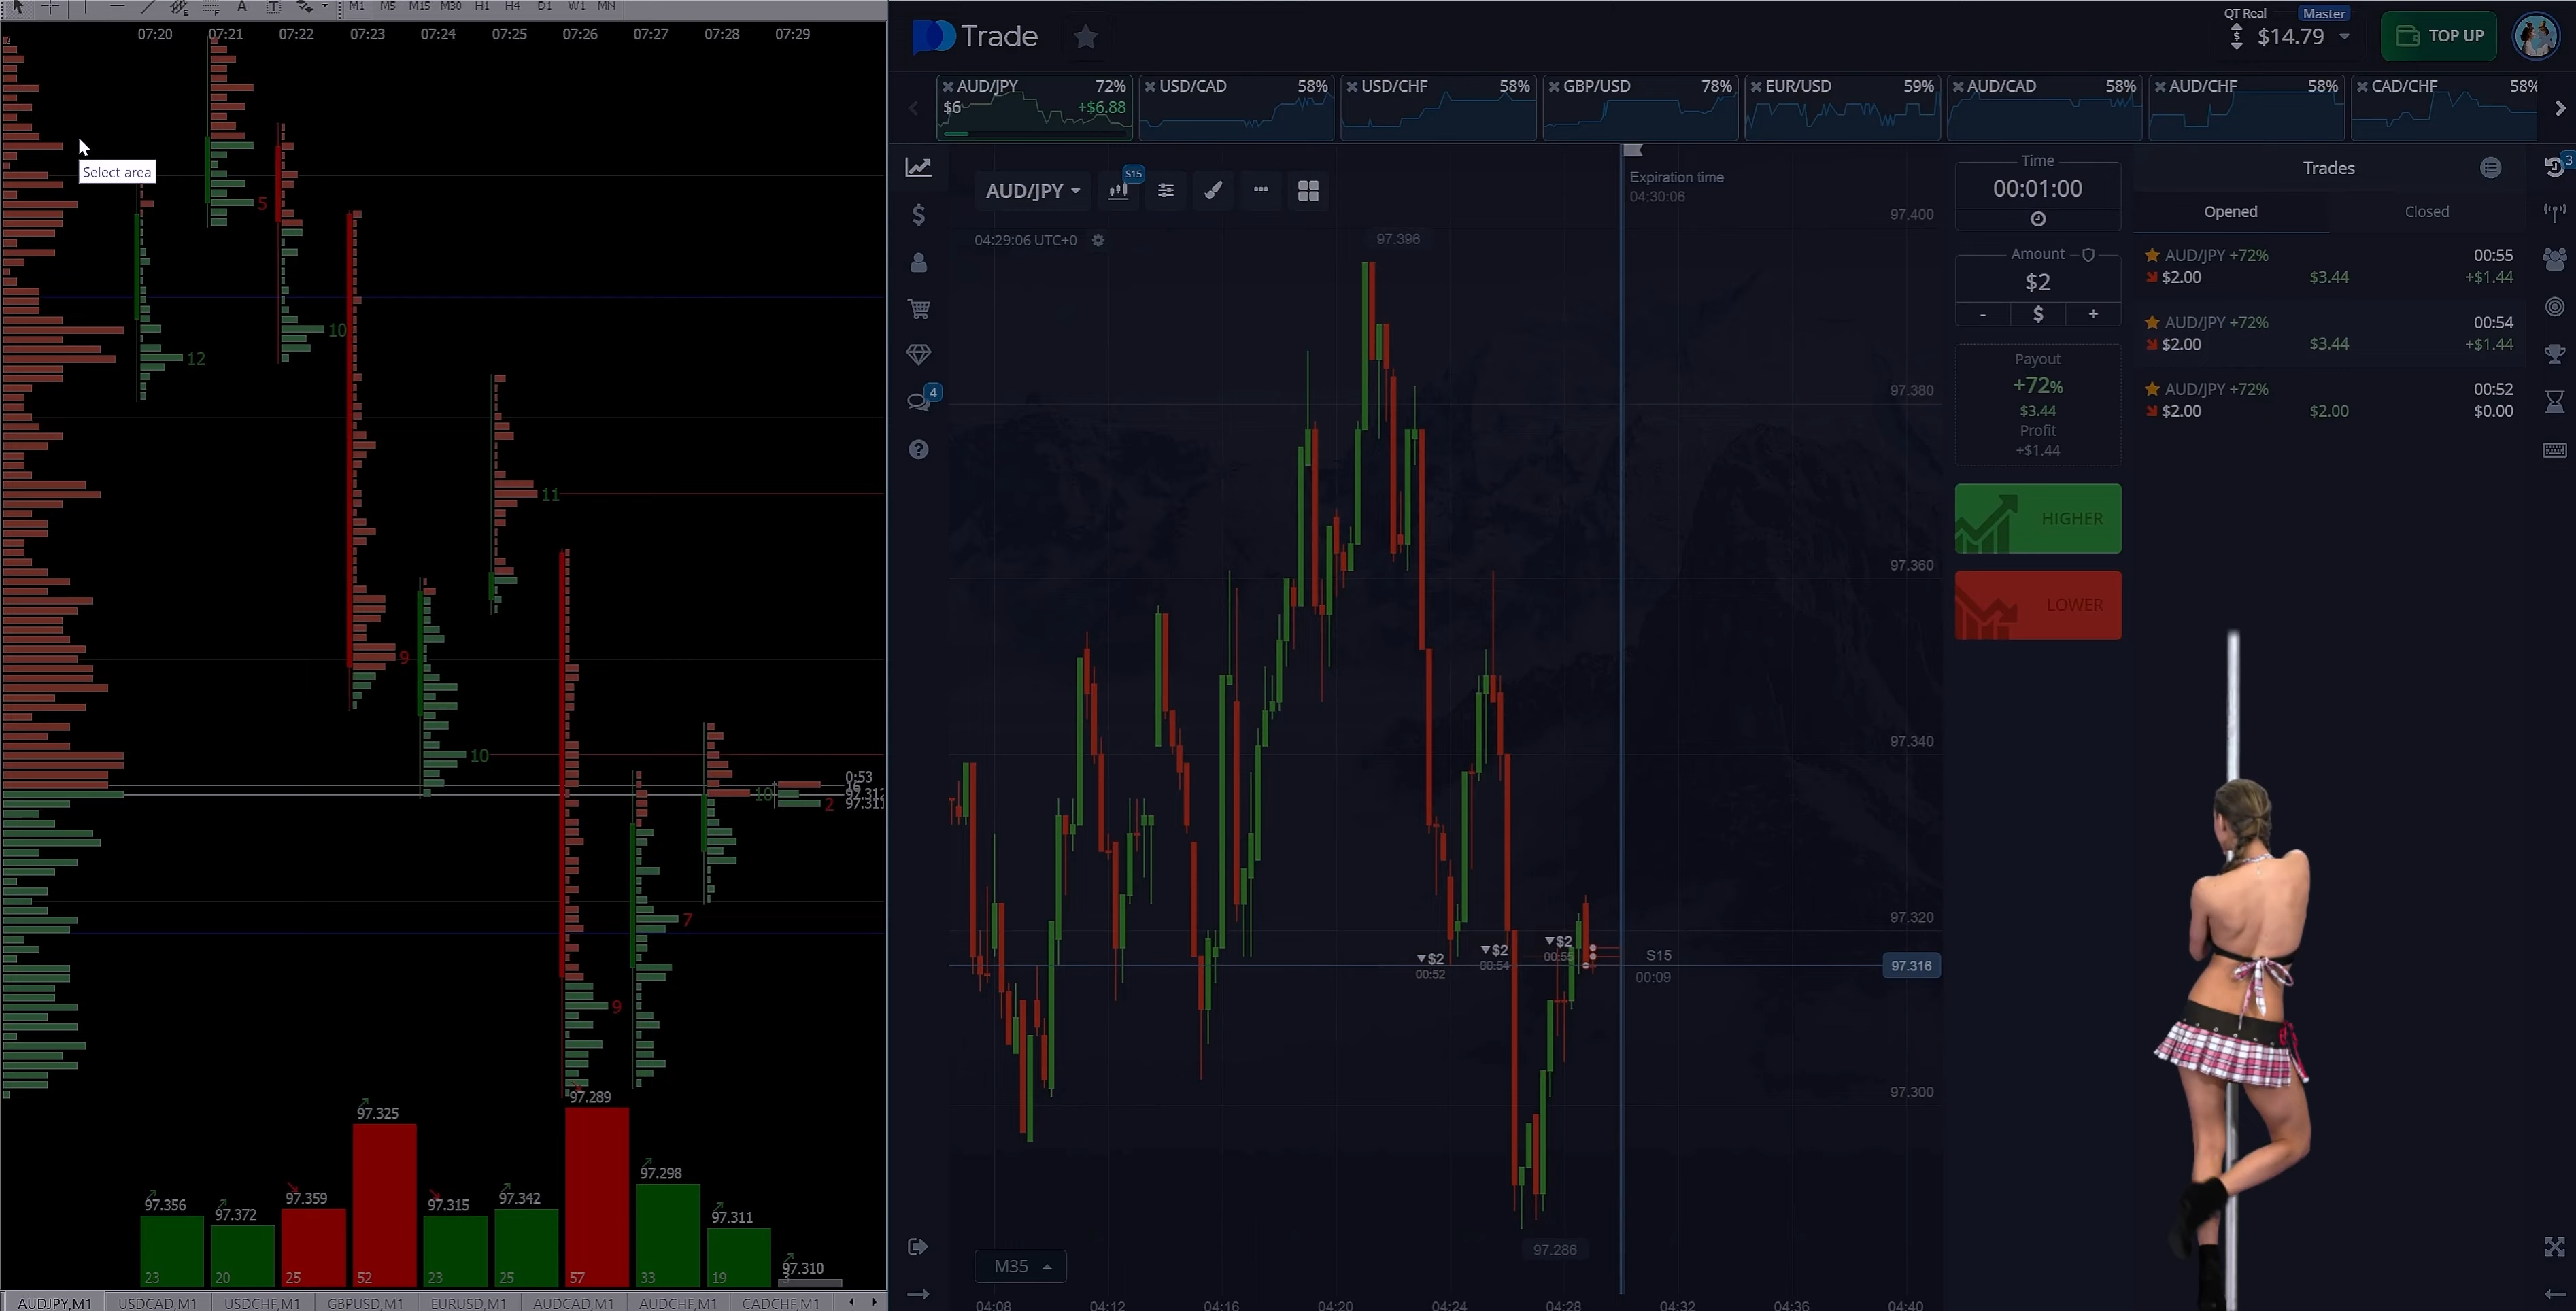 A
T
M1 M5 M15 M30 H1 H4 D1 W1 MN
07:20 07:21 07:22 07:23 07:24 07:25 07:26 07:27 07:28 07:29
Select area
5
10
12
11
9
10
0:53
10
2
7
9
97.289
97.325
97.298
97.356
97.372
97.359
97.315
97.342
97.311
97.310
23 20 25 52 23 25 57 33 19 3
AUDJPY,M1 USDCAD,M1 USDCHF,M1 GBPUSD,M1 EURUSD,M1 AUDCAD,M1 AUDCHF,M1 CADCHF,M1
Trade
QT Real Master
$14.79
TOP UP
AUD/JPY 72%
$6 +$6.88
USD/CAD 58%
USD/CHF 58%
GBP/USD 78%
EUR/USD 59%
AUD/CAD 58%
AUD/CHF 58%
CAD/CHF 58%
4
AUD/JPY
S15
04:29:06 UTC+0
Expiration time
04:30:06
97.396
97.400
97.380
97.360
97.340
97.320
97.316
97.300
▼$2
00:52
▼$2
00:54
▼$2
00:55
S15
00:09
97.286
M35
04:08 04:12 04:16 04:20 04:24 04:28 04:32 04:36 04:40
Time
00:01:00
Amount
$2
- $ +
Payout
+72%
$3.44
Profit
+$1.44
HIGHER
LOWER
Trades
3
Opened Closed
AUD/JPY +72% 00:55
$2.00 $3.44 +$1.44
AUD/JPY +72% 00:54
$2.00 $3.44 +$1.44
AUD/JPY +72% 00:52
$2.00 $2.00 $0.00